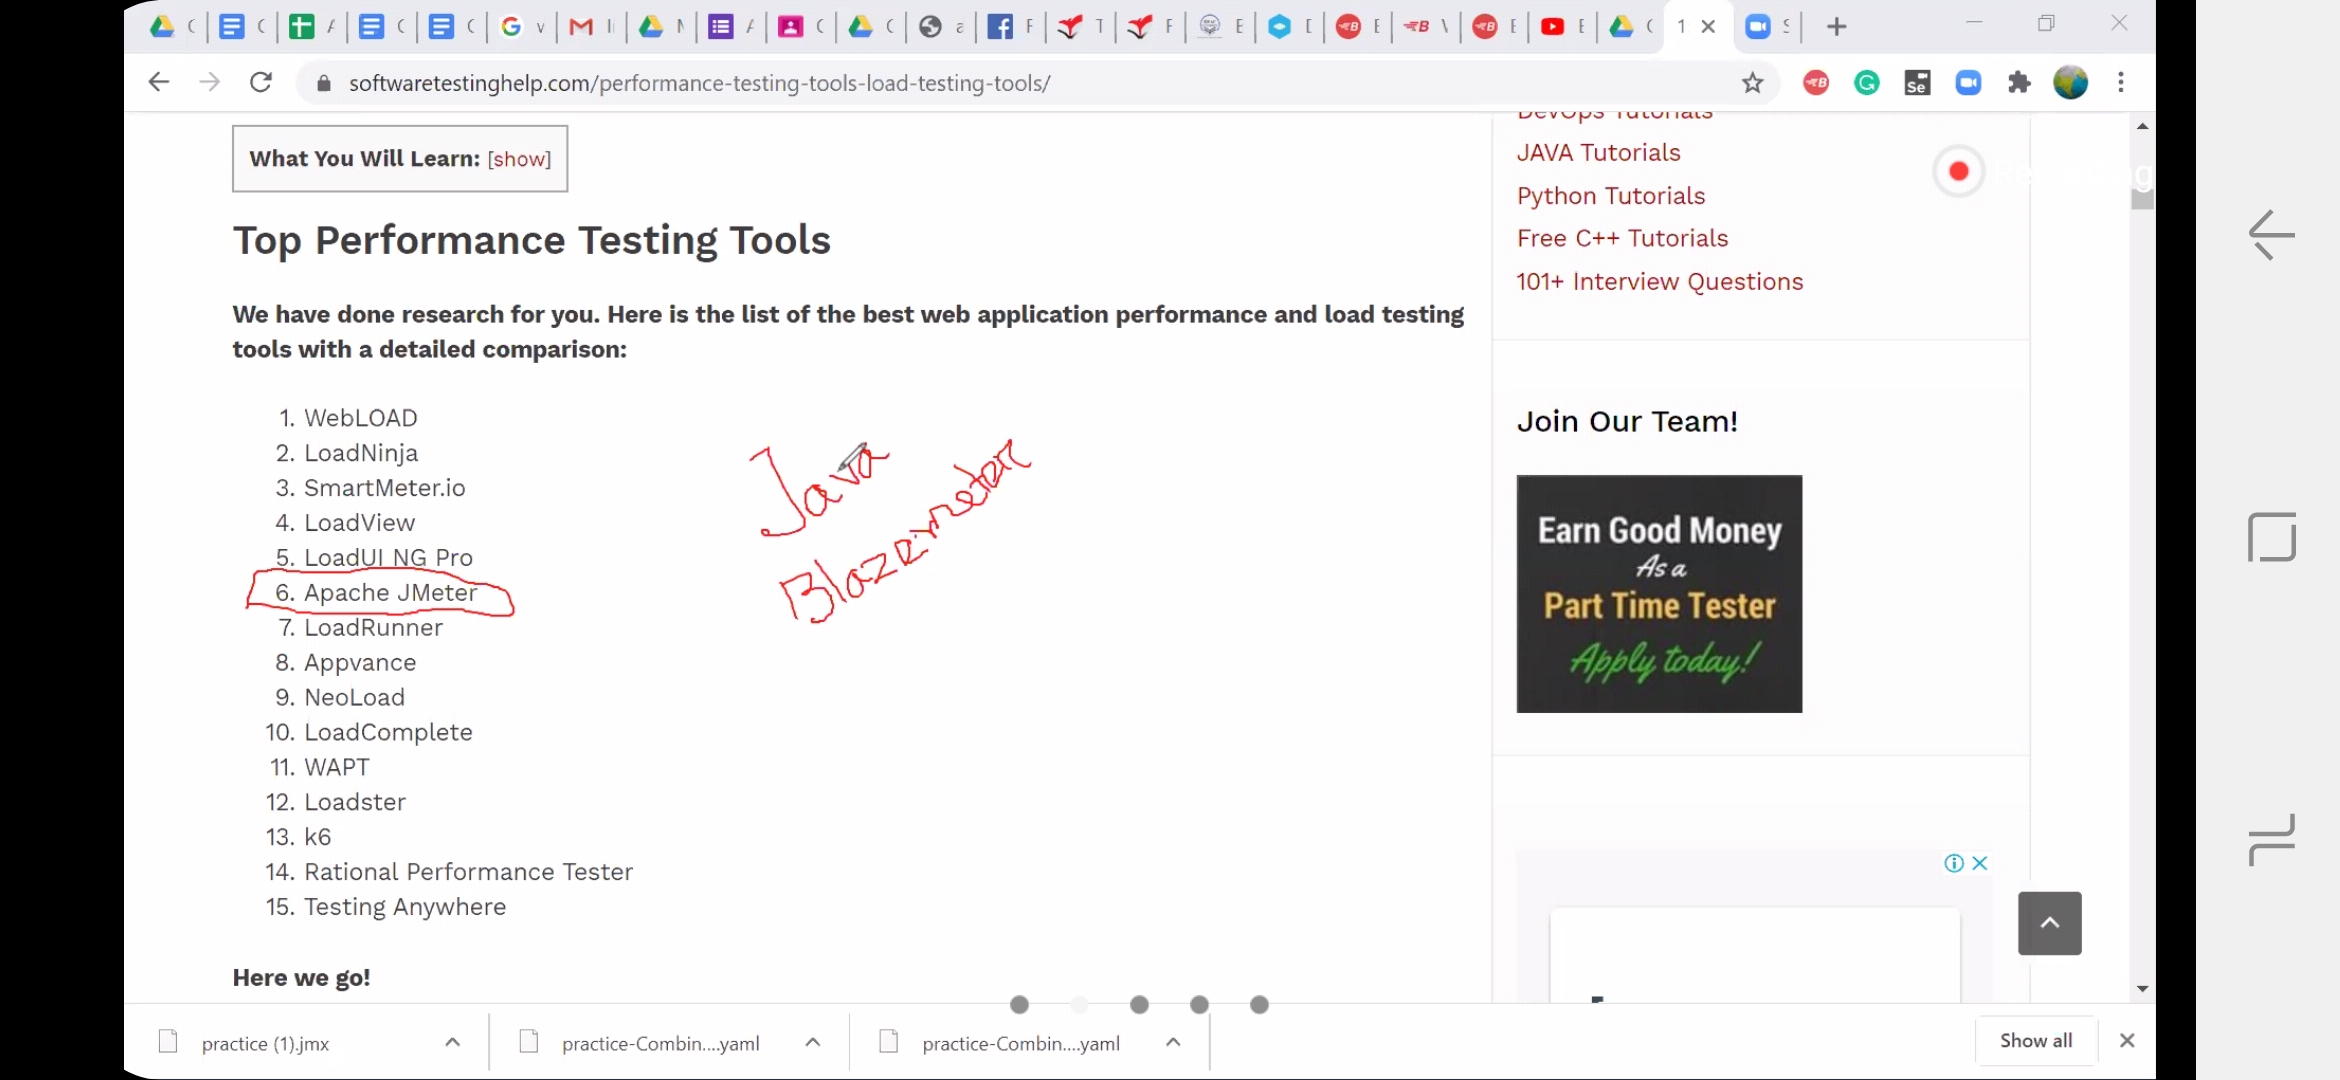 softwaretestinghelp.com/performance-testing-tools-load-testing-tools/
What You Will Learn: [show]
Top Performance Testing Tools
We have done research for you. Here is the list of the best web application performance and load testing
tools with a detailed comparison:
1. WebLOAD
2. LoadNinja
3. SmartMeter.io
4. LoadView
5. LoadUI NG Pro
6. Apache JMeter
7. LoadRunner
8. Appvance
9. NeoLoad
10. LoadComplete
11. WAPT
12. Loadster
13. k6
14. Rational Performance Tester
15. Testing Anywhere
Here we go!
Java
Blazemeter
DevOps Tutorials
JAVA Tutorials
Python Tutorials
Free C++ Tutorials
101+ Interview Questions
Join Our Team!
Earn Good Money
As a
Part Time Tester
Apply today!
practice (1).jmx
practice-Combin....yaml
practice-Combin....yaml
Show all